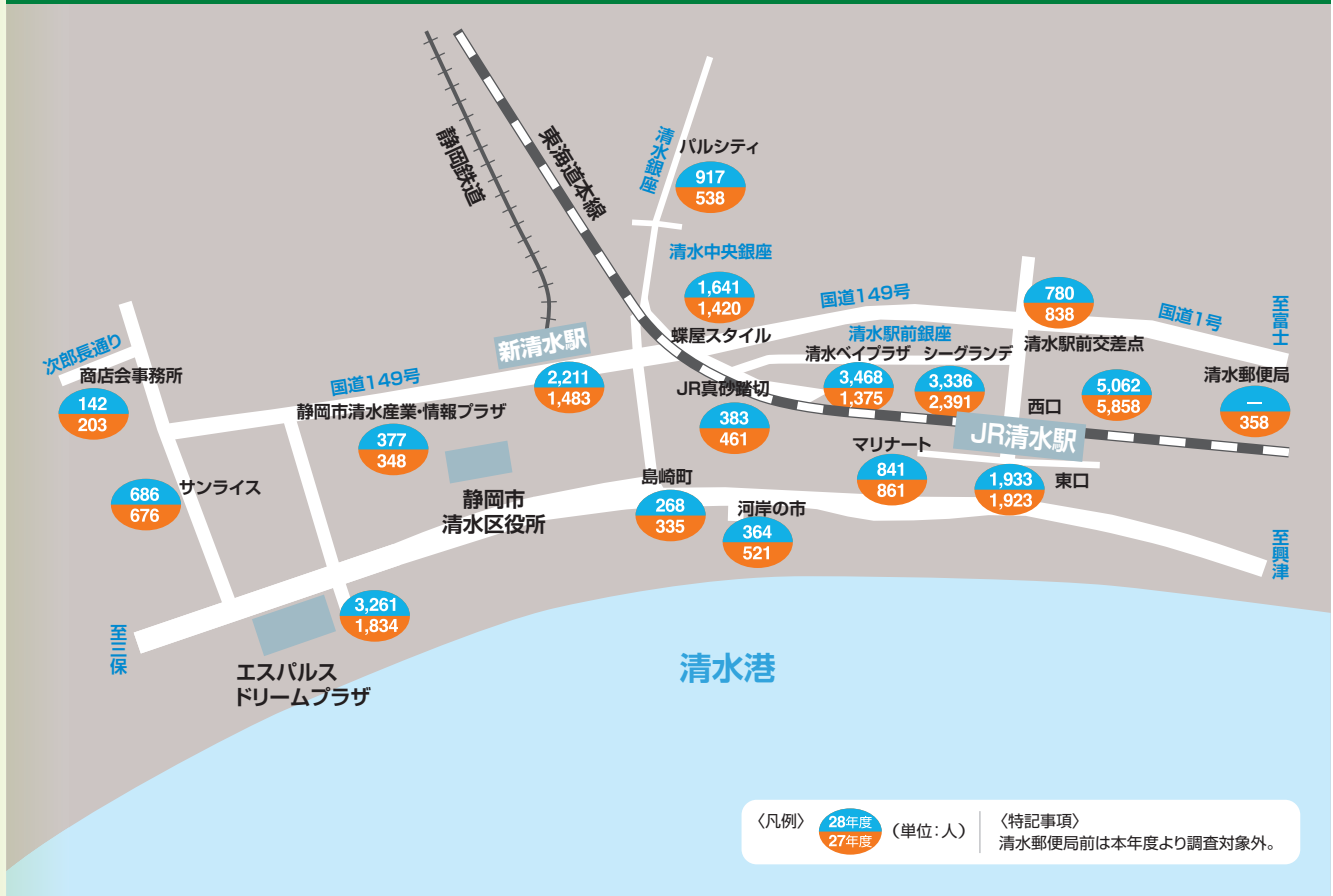 静岡鉄道
東海道本線
清水銀座
パルシティ
917
538
清水中央銀座
1,641
1,420
蝶屋スタイル
国道149号
780
838
清水駅前交差点
国道1号
至富士
次郎長通り
商店会事務所
142
203
新清水駅
2,211
1,483
国道149号
静岡市清水産業・情報プラザ
377
348
清水駅前銀座
清水ベイプラザ
3,468
1,375
シーグランデ
3,336
2,391
JR真砂踏切
383
461
西口
5,062
5,858
清水郵便局
—
358
JR清水駅
マリナート
841
861
1,933
1,923
東口
サンライス
686
676
静岡市
清水区役所
島崎町
268
335
河岸の市
364
521
至興津
3,261
1,834
至三保
エスパルス
ドリームプラザ
清水港
〈凡例〉
28年度
27年度
(単位:人)
〈特記事項〉
清水郵便局前は本年度より調査対象外。